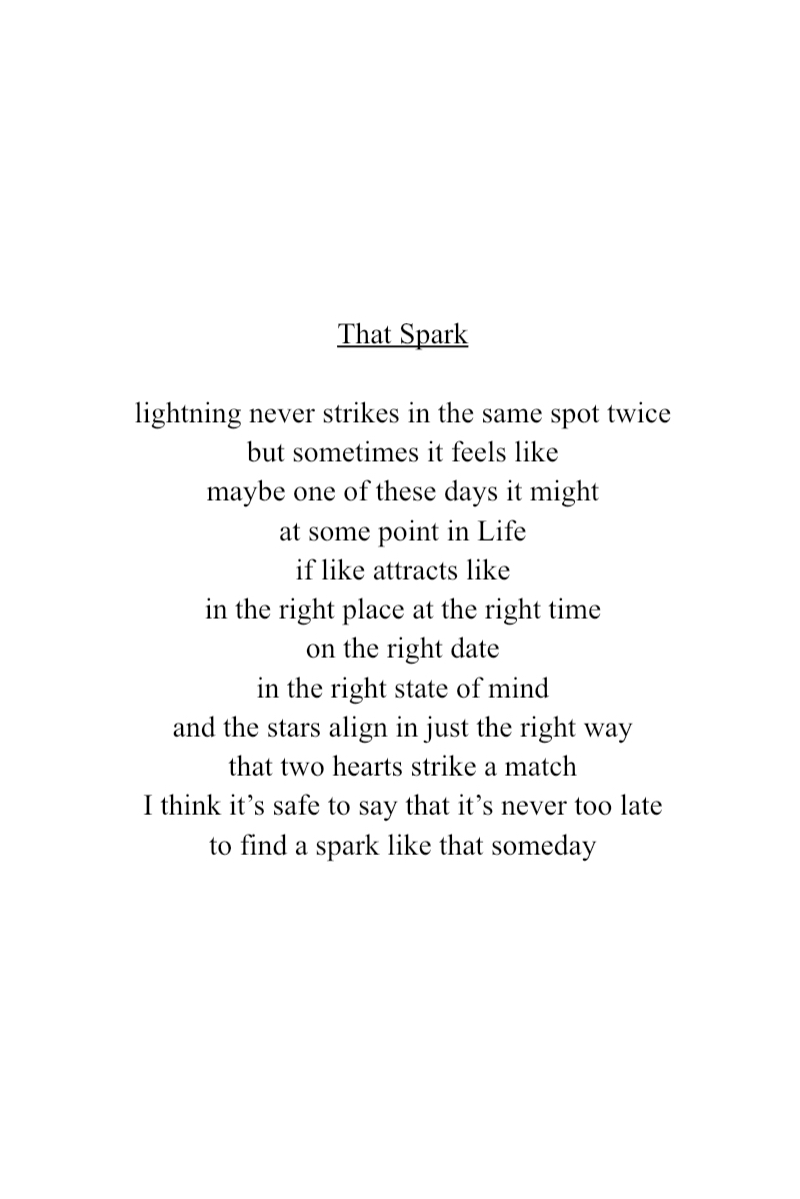 That Spark
lightning never strikes in the same spot twice
but sometimes it feels like
maybe one of these days it might
at some point in Life
if like attracts like
in the right place at the right time
on the right date
in the right state of mind
and the stars align in just the right way
that two hearts strike a match
I think it’s safe to say that it’s never too late
to find a spark like that someday